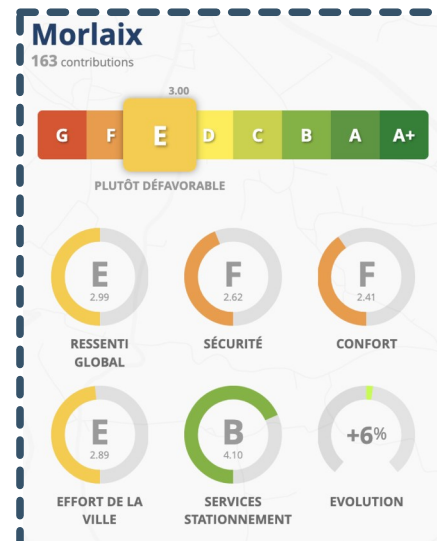 Morlaix
163 contributions
3.00
G F E D C B A A+
PLUTÔT DÉFAVORABLE
E
2.99
RESSENTI
GLOBAL
F
2.62
SÉCURITÉ
F
2.41
CONFORT
E
2.89
EFFORT DE LA
VILLE
B
4.10
SERVICES
STATIONNEMENT
+6%
EVOLUTION